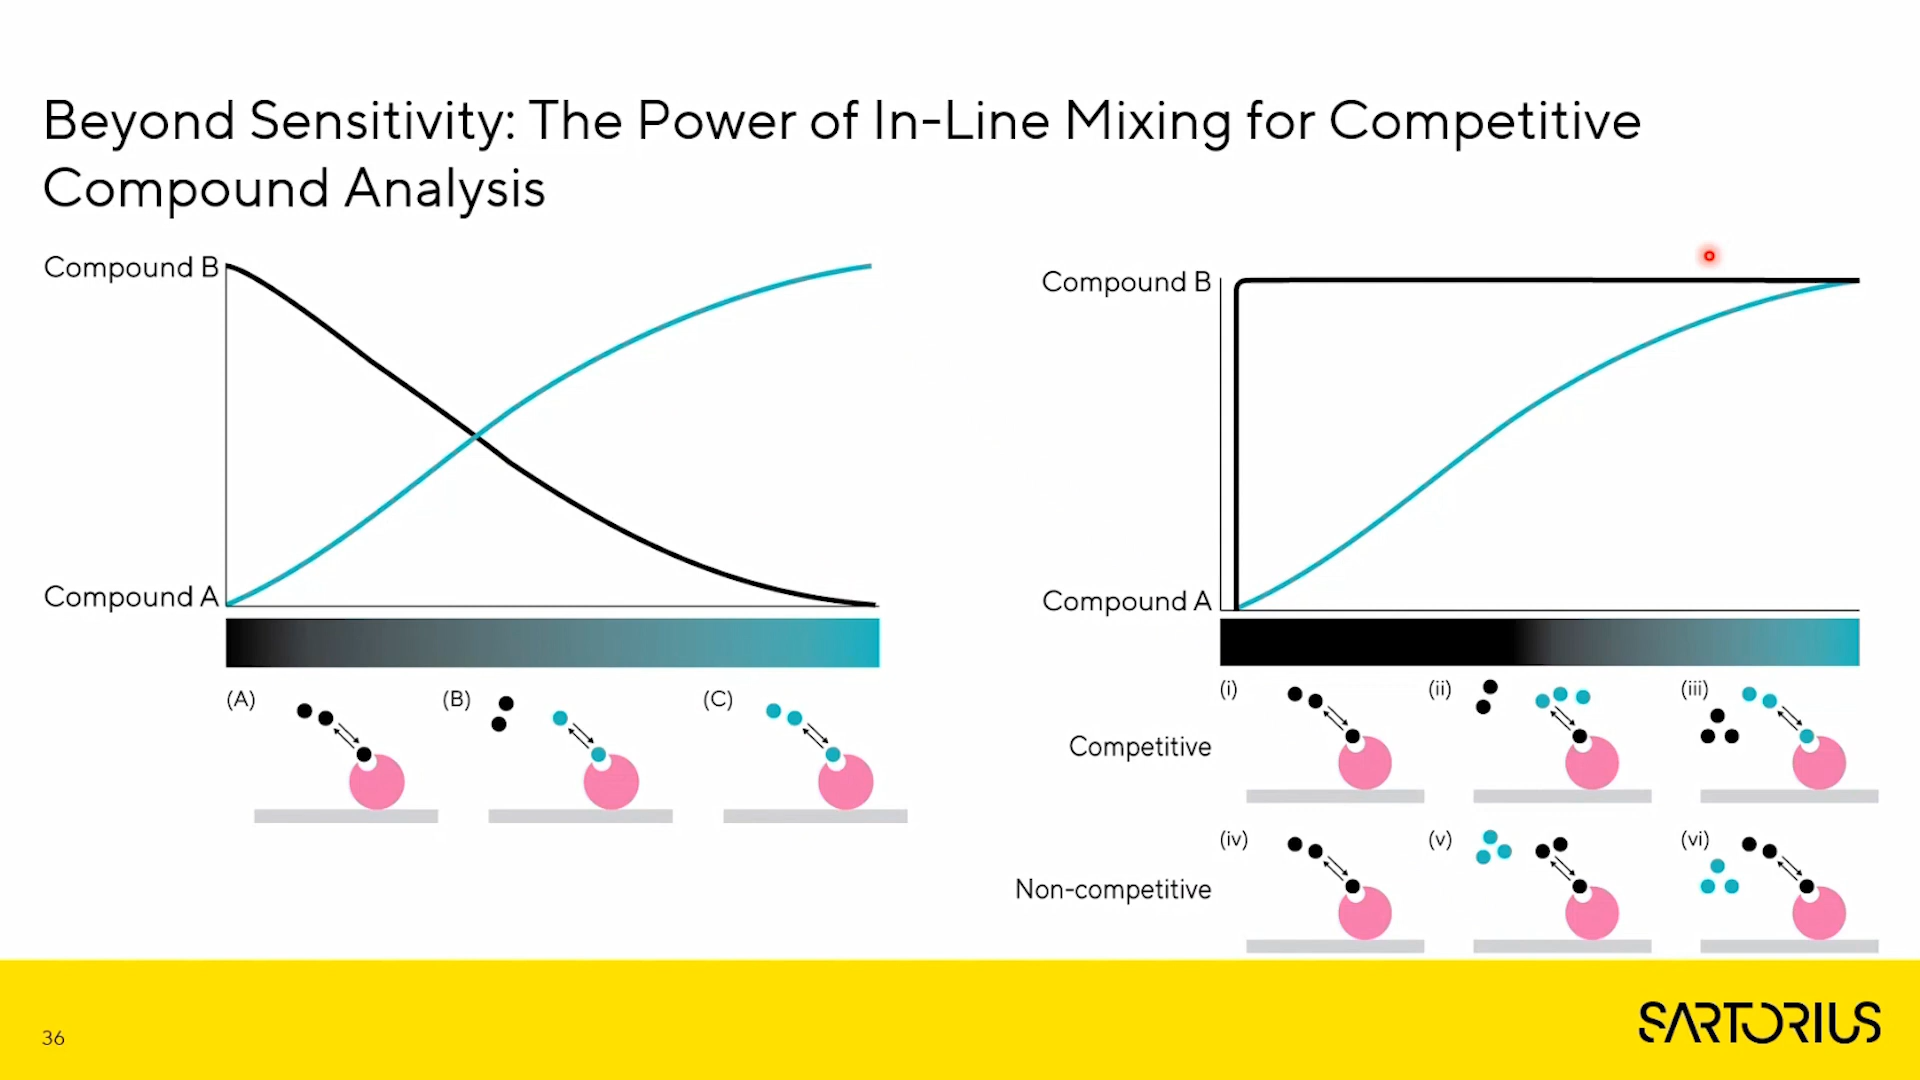 Beyond Sensitivity: The Power of In-Line Mixing for Competitive
Compound Analysis
Compound B
Compound A
(A)
(B)
(C)
Compound B
Compound A
(i)
(ii)
(iii)
Competitive
(iv)
(v)
(vi)
Non-competitive
36
SARTORIUS